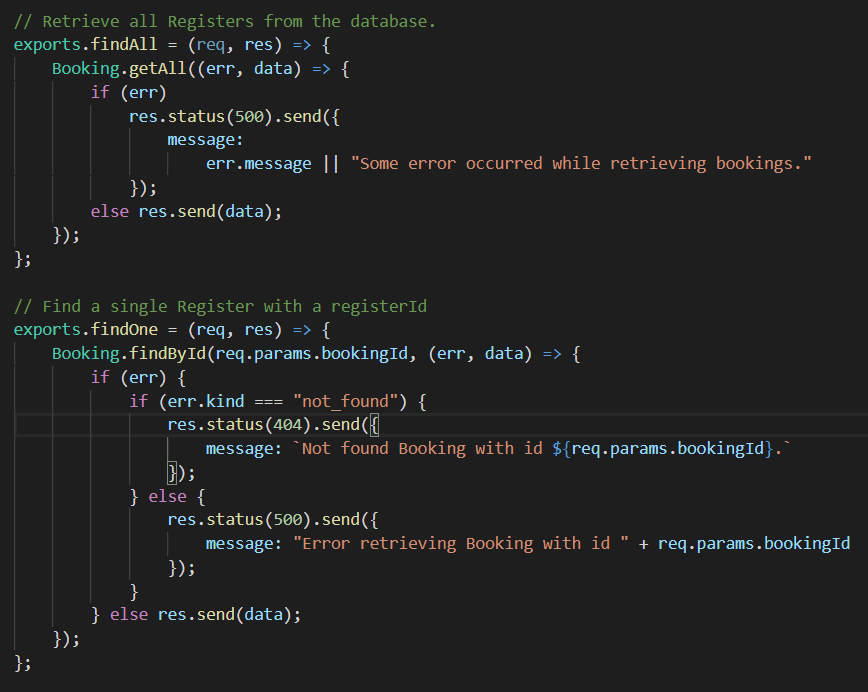 // Retrieve all Registers from the database.
exports.findAll = (req, res) => {
    Booking.getAll((err, data) => {
        if (err)
            res.status(500).send({
                message:
                    err.message || "Some error occurred while retrieving bookings."
            });
        else res.send(data);
    });
};

// Find a single Register with a registerId
exports.findOne = (req, res) => {
    Booking.findById(req.params.bookingId, (err, data) => {
        if (err) {
            if (err.kind === "not_found") {
                res.status(404).send({
                    message: `Not found Booking with id ${req.params.bookingId}.`
                });
            } else {
                res.status(500).send({
                    message: "Error retrieving Booking with id " + req.params.bookingId
                });
            }
        } else res.send(data);
    });
};